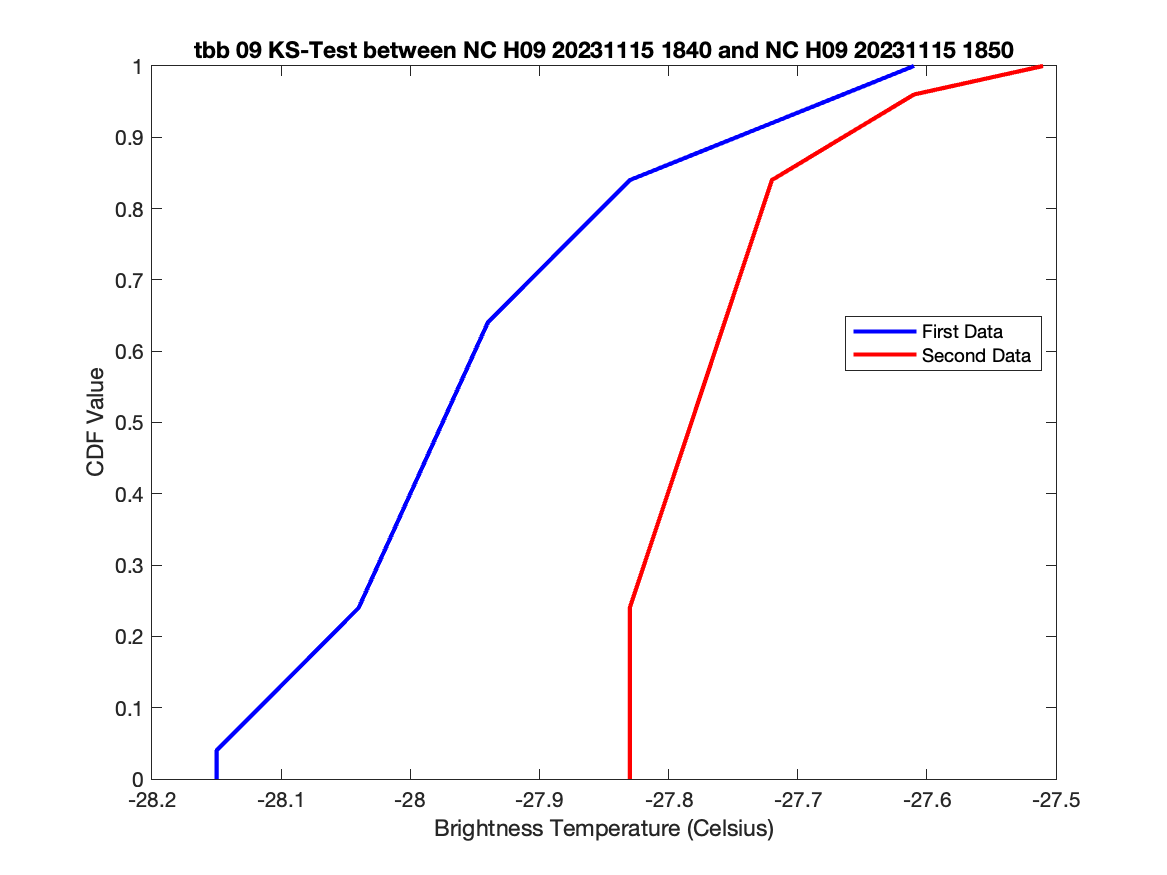 tbb 09 KS-Test between NC H09 20231115 1840 and NC H09 20231115 1850
1
0.9
0.8
0.7
0.6
0.5
0.4
0.3
0.2
0.1
0
CDF Value
First Data
Second Data
-28.2 -28.1 -28 -27.9 -27.8 -27.7 -27.6 -27.5
Brightness Temperature (Celsius)